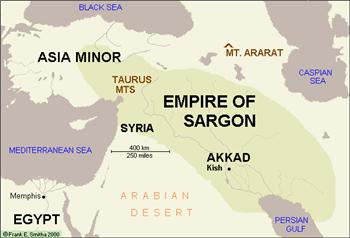 BLACK SEA
ASIA MINOR
MT. ARARAT
TAURUS
MTS
CASPIAN
SEA
EMPIRE OF
SARGON
SYRIA
400 km
250 miles
MEDITERRANEAN SEA
AKKAD
Kish
Memphis
ARABIAN
DESERT
EGYPT
PERSIAN
GULF
©Frank E. Smitha 2000